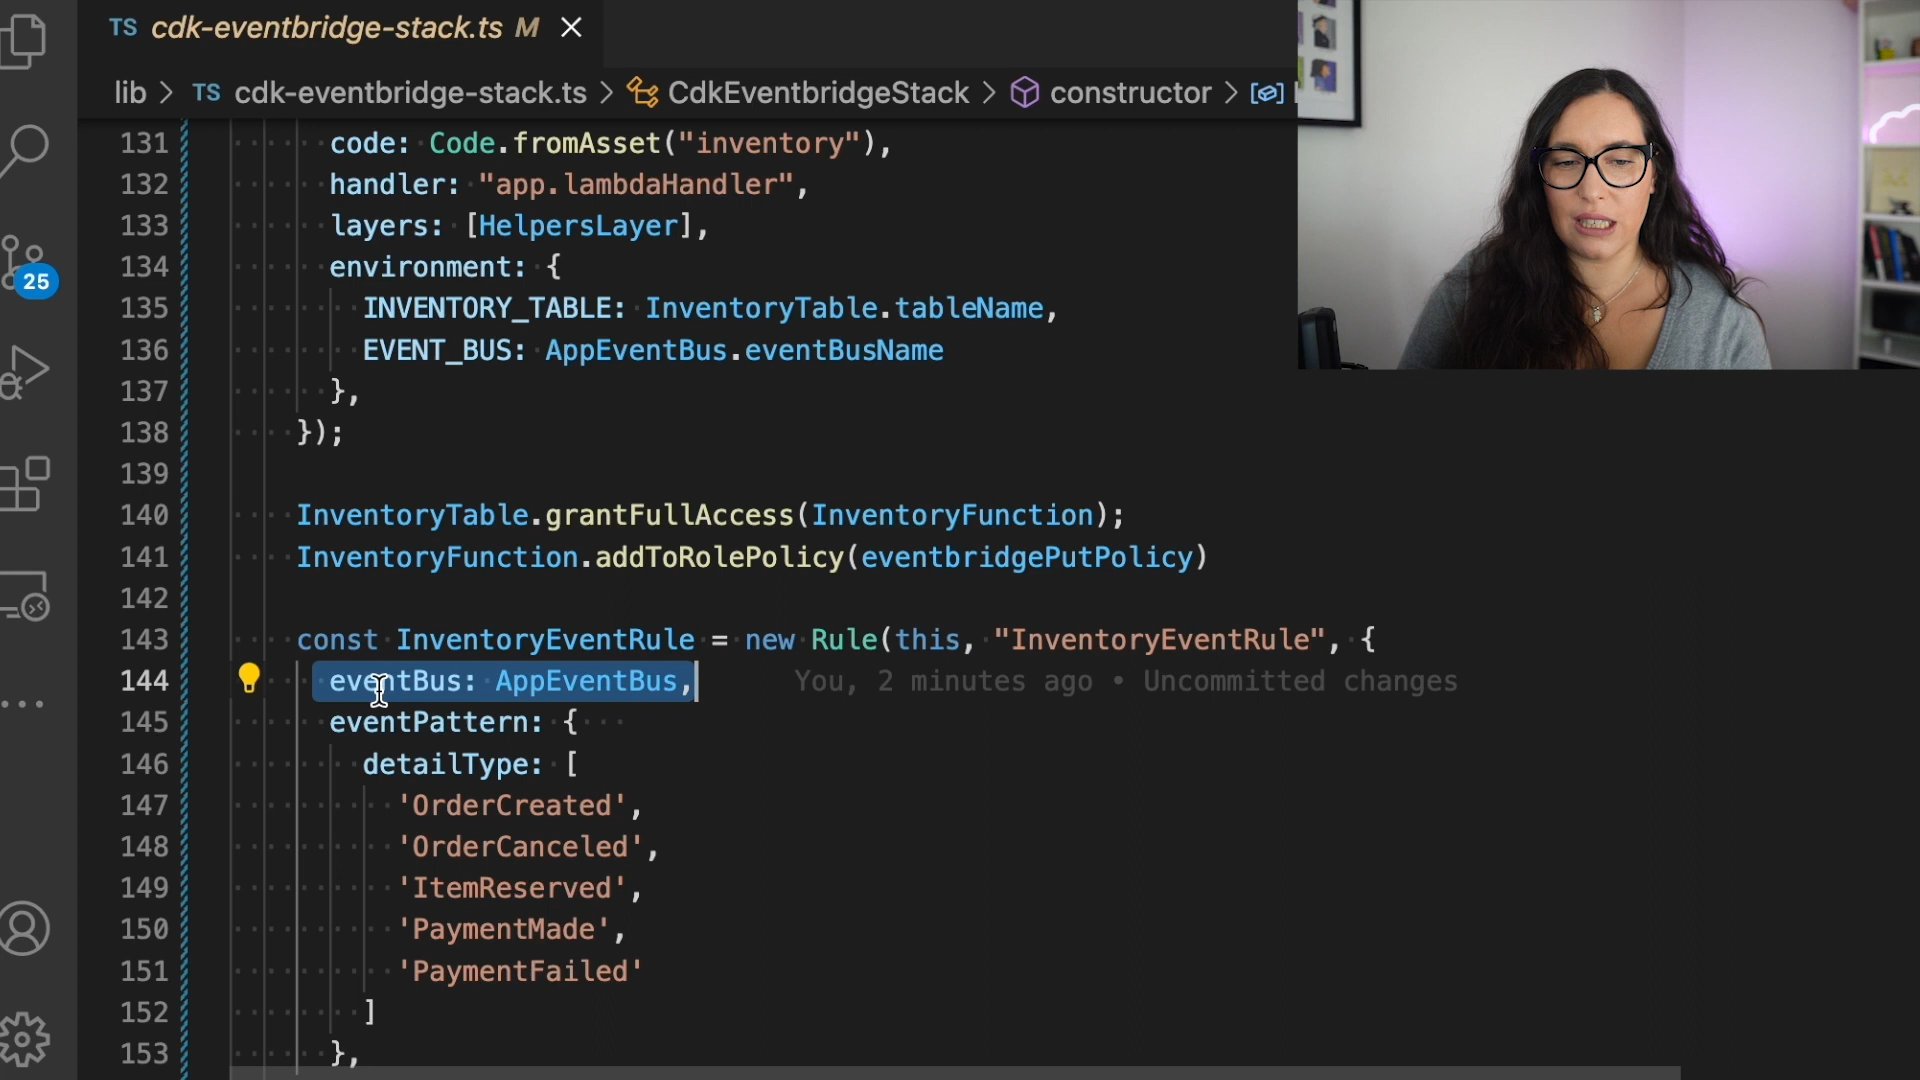 TS cdk-eventbridge-stack.ts M
lib > TS cdk-eventbridge-stack.ts > CdkEventbridgeStack > constructor >
131 code: Code.fromAsset("inventory"),
132 handler: "app.lambdaHandler",
133 layers: [HelpersLayer],
134 environment: {
135 INVENTORY_TABLE: InventoryTable.tableName,
136 EVENT_BUS: AppEventBus.eventBusName
137 },
138 });
139
140 InventoryTable.grantFullAccess(InventoryFunction);
141 InventoryFunction.addToRolePolicy(eventbridgePutPolicy)
142
143 const InventoryEventRule = new Rule(this, "InventoryEventRule", {
144 eventBus: AppEventBus, You, 2 minutes ago • Uncommitted changes
145 eventPattern: {
146 detailType: [
147 'OrderCreated',
148 'OrderCanceled',
149 'ItemReserved',
150 'PaymentMade',
151 'PaymentFailed'
152 ]
153 },
25